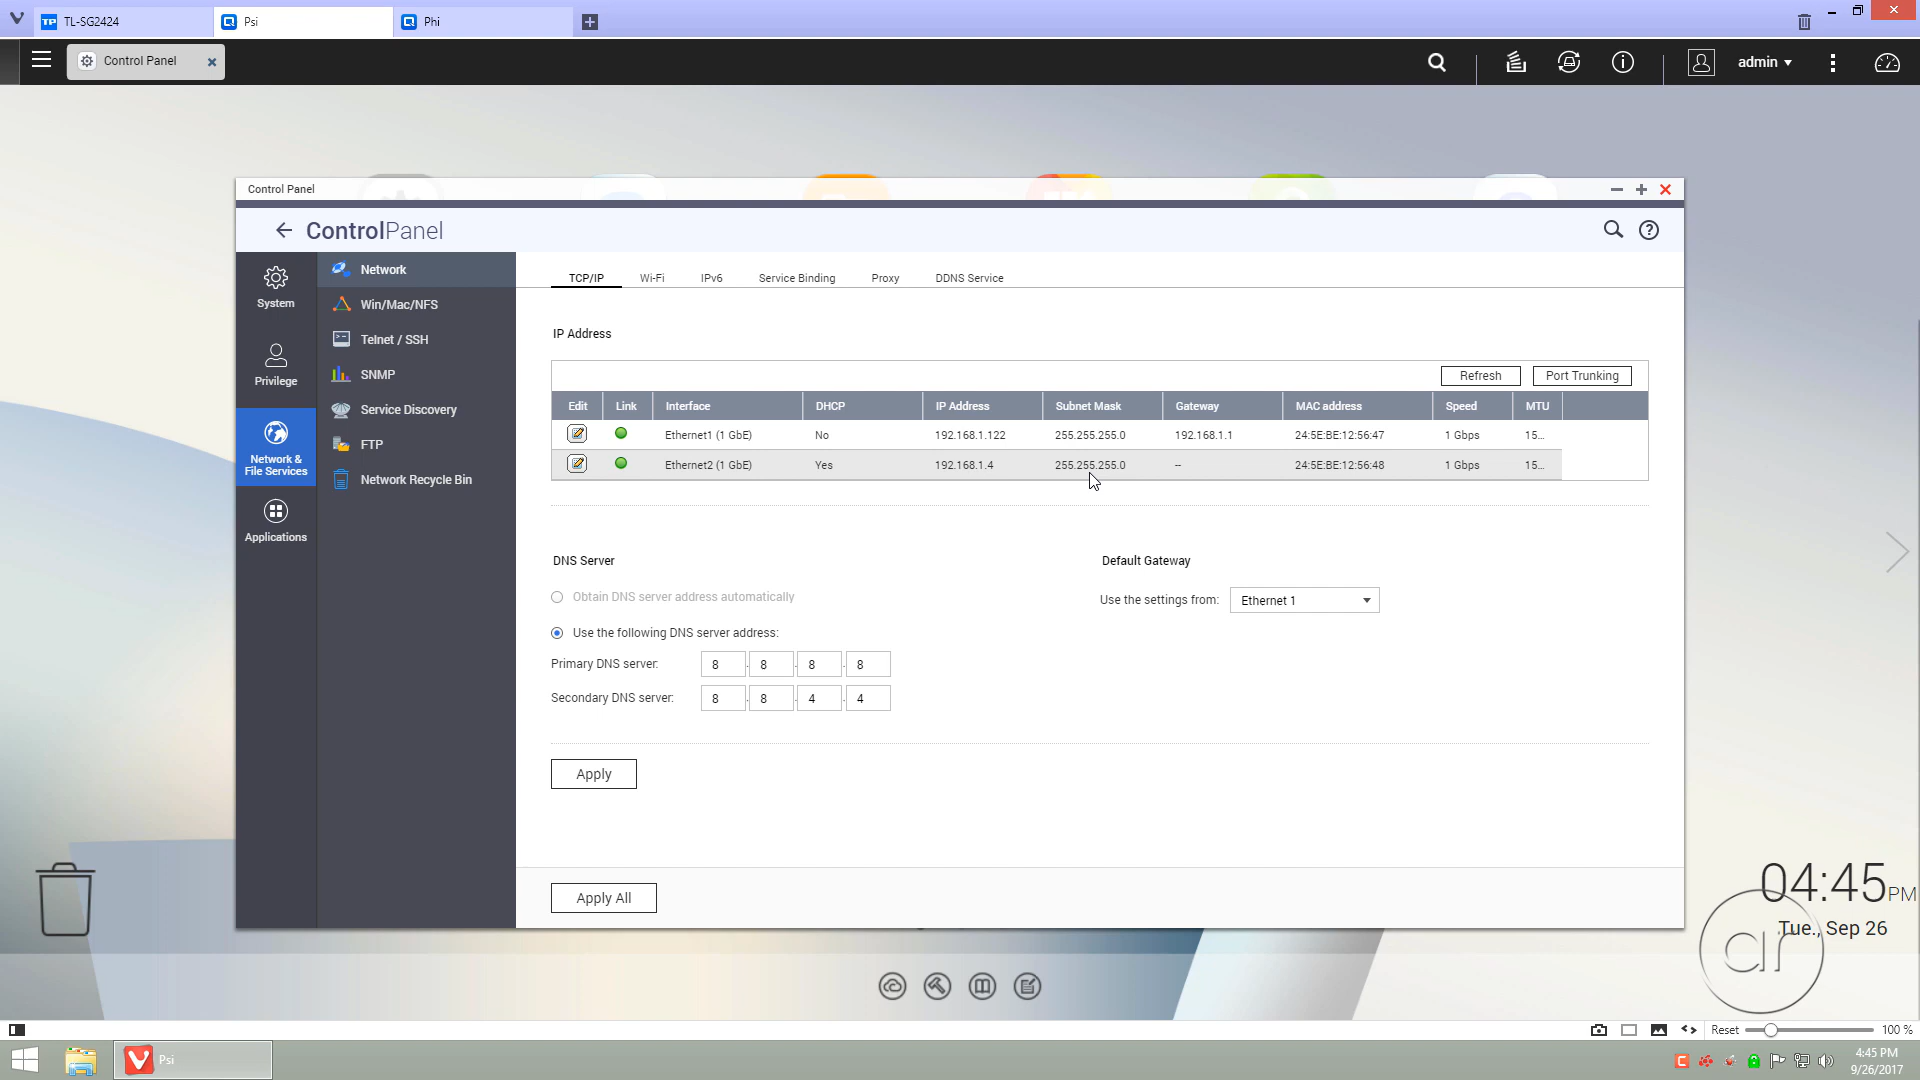 TL-SG2424
Psi
Phi
Control Panel
admin
Control Panel
ControlPanel
System
Privilege
Network &
File Services
Applications
Network
Win/Mac/NFS
Telnet / SSH
SNMP
Service Discovery
FTP
Network Recycle Bin
TCP/IP Wi-Fi IPv6 Service Binding Proxy DDNS Service
IP Address
Refresh Port Trunking
Edit Link Interface DHCP IP Address Subnet Mask Gateway MAC address Speed MTU
Ethernet1 (1 GbE) No 192.168.1.122 255.255.255.0 192.168.1.1 24:5E:BE:12:56:47 1 Gbps 15...
Ethernet2 (1 GbE) Yes 192.168.1.4 255.255.255.0 -- 24:5E:BE:12:56:48 1 Gbps 15...
DNS Server
Obtain DNS server address automatically
Use the following DNS server address:
Primary DNS server: 8 . 8 . 8 . 8
Secondary DNS server: 8 . 8 . 4 . 4
Default Gateway
Use the settings from: Ethernet 1
Apply
Apply All
04:45PM
Tue., Sep 26
ar
Reset 100 %
Psi
4:45 PM
9/26/2017